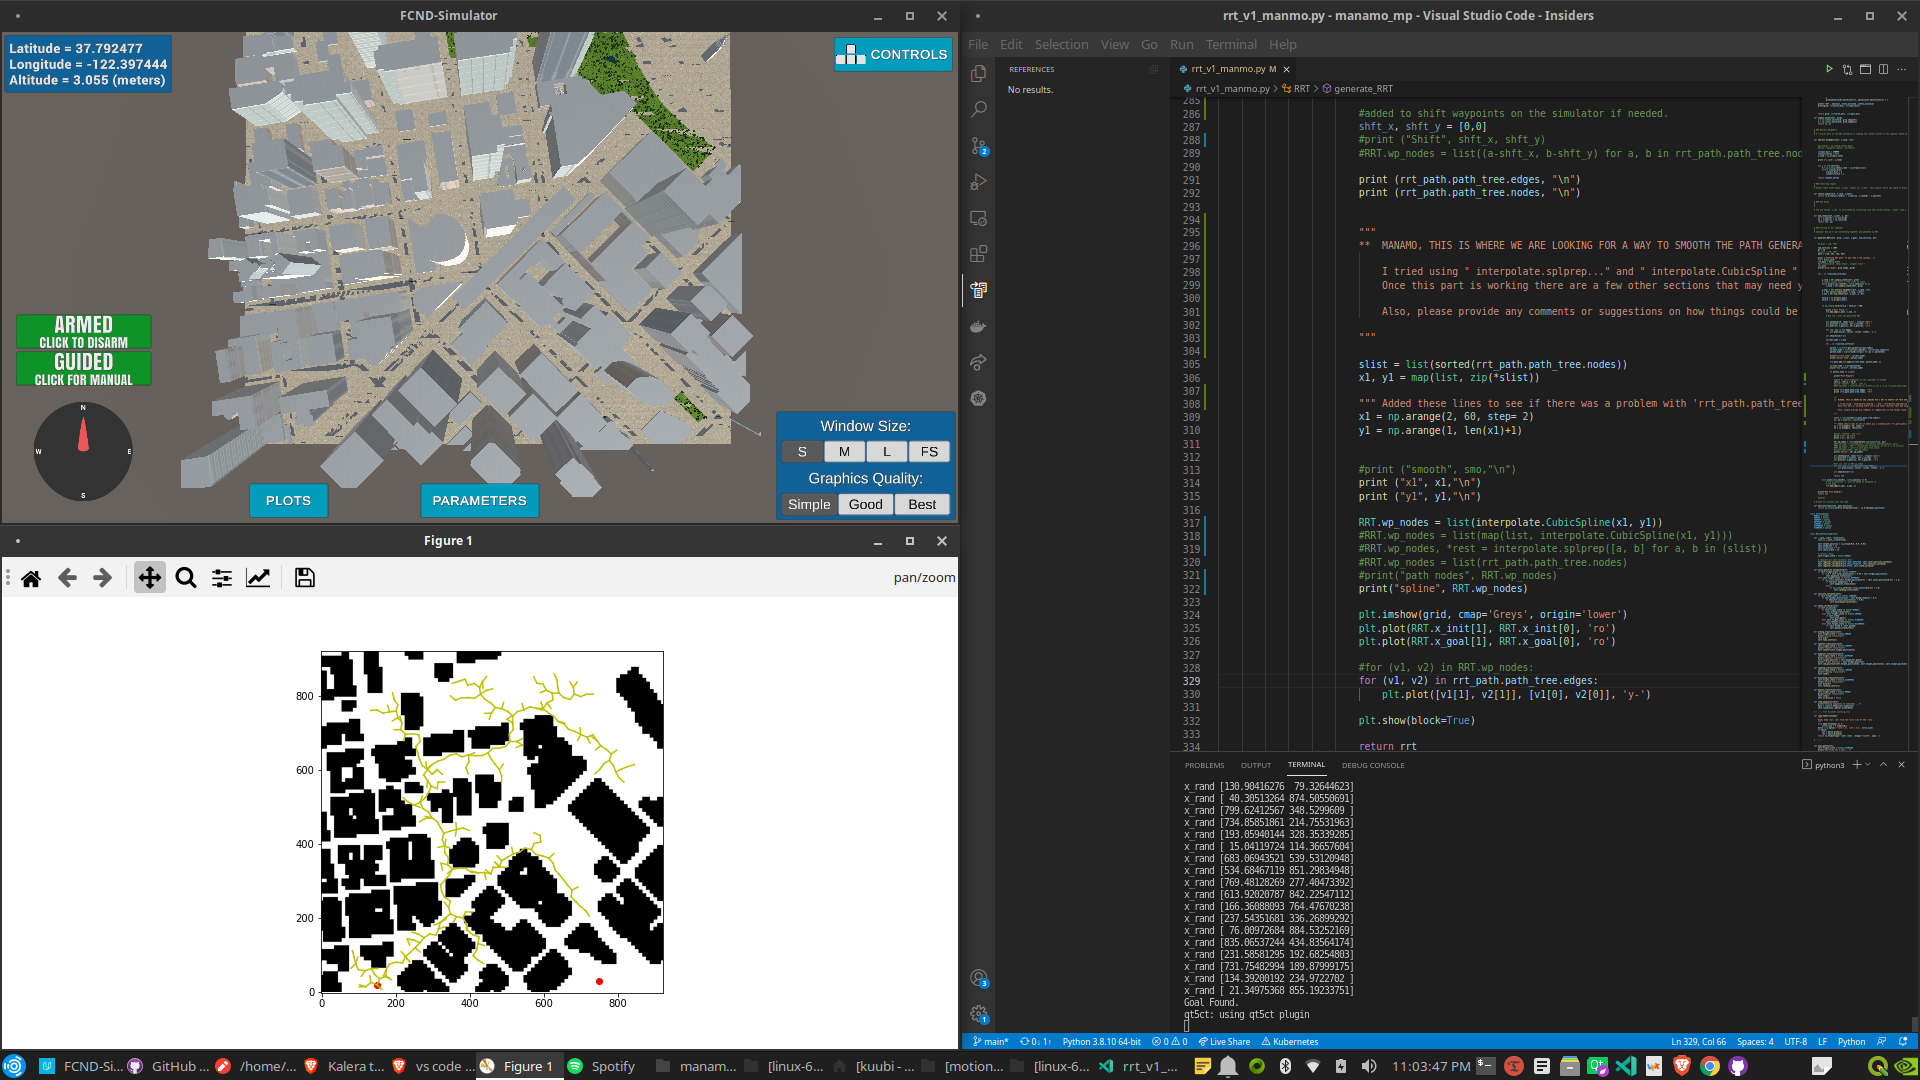 FCND-Simulator
Latitude = 37.792477
Longitude = -122.397444
Altitude = 3.055 (meters)
CONTROLS
ARMED
CLICK TO DISARM
GUIDED
CLICK FOR MANUAL
N
W
E
S
PLOTS
PARAMETERS
Window Size:
S M L FS
Graphics Quality:
Simple Good Best
Figure 1
pan/zoom
800
600
400
200
0
0 200 400 600 800
rrt_v1_manmo.py - manamo_mp - Visual Studio Code - Insiders
File Edit Selection View Go Run Terminal Help
REFERENCES
No results.
rrt_v1_manmo.py M
rrt_v1_manmo.py > RRT > generate_RRT
285
286 #added to shift waypoints on the simulator if needed.
287 shft_x, shft_y = [0,0]
288 #print ("Shift", shft_x, shft_y)
289 #RRT.wp_nodes = list((a-shft_x, b-shft_y) for a, b in rrt_path.path_tree.nod
290
291 print (rrt_path.path_tree.edges, "\n")
292 print (rrt_path.path_tree.nodes, "\n")
293
294
295 """
296 ** MANAMO, THIS IS WHERE WE ARE LOOKING FOR A WAY TO SMOOTH THE PATH GENERA
297
298 I tried using " interpolate.splprep..." and " interpolate.CubicSpline "
299 Once this part is working there are a few other sections that may need y
300
301 Also, please provide any comments or suggestions on how things could be
302
303 """
304
305 slist = list(sorted(rrt_path.path_tree.nodes))
306 x1, y1 = map(list, zip(*slist))
307
308 """ Added these lines to see if there was a problem with 'rrt_path.path_tree
309 x1 = np.arange(2, 60, step= 2)
310 y1 = np.arange(1, len(x1)+1)
311
312
313 #print ("smooth", smo,"\n")
314 print ("x1", x1,"\n")
315 print ("y1", y1,"\n")
316
317 RRT.wp_nodes = list(interpolate.CubicSpline(x1, y1))
318 #RRT.wp_nodes = list(map(list, interpolate.CubicSpline(x1, y1)))
319 #RRT.wp_nodes, *rest = interpolate.splprep([a, b] for a, b in (slist))
320 #RRT.wp_nodes = list(rrt_path.path_tree.nodes)
321 #print("path nodes", RRT.wp_nodes)
322 print("spline", RRT.wp_nodes)
323
324 plt.imshow(grid, cmap='Greys', origin='lower')
325 plt.plot(RRT.x_init[1], RRT.x_init[0], 'ro')
326 plt.plot(RRT.x_goal[1], RRT.x_goal[0], 'ro')
327
328 #for (v1, v2) in RRT.wp_nodes:
329 for (v1, v2) in rrt_path.path_tree.edges:
330 plt.plot([v1[1], v2[1]], [v1[0], v2[0]], 'y-')
331
332 plt.show(block=True)
333
334 return rrt
PROBLEMS OUTPUT TERMINAL DEBUG CONSOLE
python3
x_rand [130.90416276 79.32644623]
x_rand [ 40.30513264 874.50550691]
x_rand [799.62412567 348.5299609 ]
x_rand [734.85851861 214.75531963]
x_rand [193.05940144 328.35339285]
x_rand [ 15.04119724 114.36657604]
x_rand [683.06943521 539.53120948]
x_rand [534.68467119 851.29834948]
x_rand [769.48128269 277.40473392]
x_rand [613.92020787 842.22547112]
x_rand [166.36088093 764.47670238]
x_rand [237.54351681 336.26899292]
x_rand [ 76.00972684 884.53252169]
x_rand [835.06537244 434.83564174]
x_rand [231.58581295 192.68254803]
x_rand [731.75482994 189.87999175]
x_rand [134.39200192 234.9722702 ]
x_rand [ 21.34975368 855.19233751]
Goal Found.
qt5ct: using qt5ct plugin
main* 0↓ 1↑ Python 3.8.10 64-bit 0 0 Live Share Kubernetes
Ln 329, Col 66 Spaces: 4 UTF-8 LF Python
FCND-Si... GitHub ... /home/... Kalera t... vs code ... Figure 1 Spotify manam... [linux-6... [kuubi - ... [motion... [linux-6... rrt_v1_... 11:03:47 PM